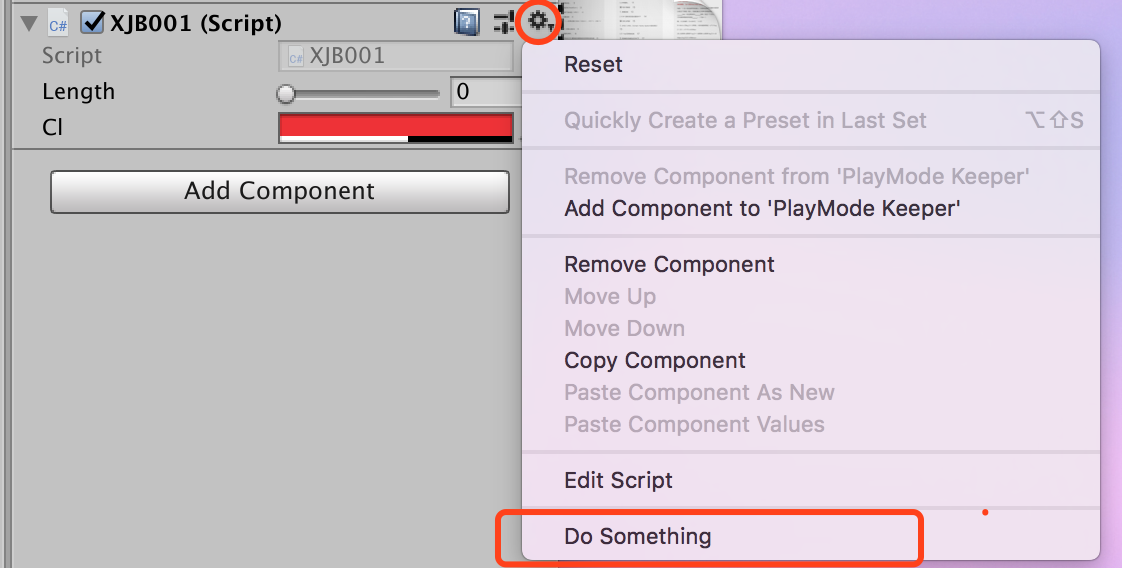 XJB001 (Script)
Script
C# XJB001
Length
0
Cl
Add Component
Reset
Quickly Create a Preset in Last Set ⌥⇧S
Remove Component from 'PlayMode Keeper'
Add Component to 'PlayMode Keeper'
Remove Component
Move Up
Move Down
Copy Component
Paste Component As New
Paste Component Values
Edit Script
Do Something